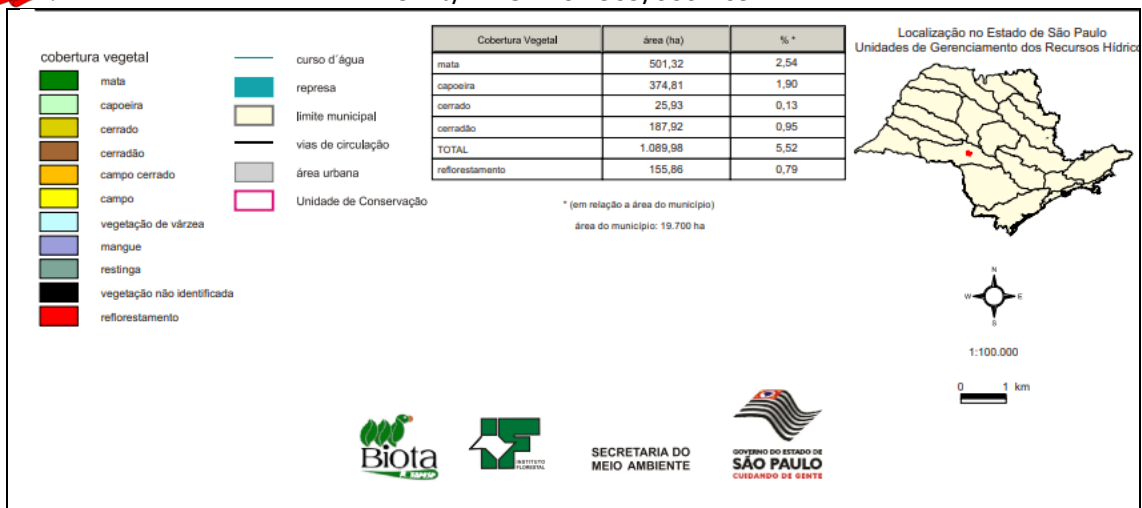 cobertura vegetal
mata
capoeira
cerrado
cerradão
campo cerrado
campo
vegetação de várzea
mangue
restinga
vegetação não identificada
reflorestamento
curso d´água
represa
limite municipal
vias de circulação
área urbana
Unidade de Conservação
Cobertura Vegetal área (ha) % *
mata 501,32 2,54
capoeira 374,81 1,90
cerrado 25,93 0,13
cerradão 187,92 0,95
TOTAL 1.089,98 5,52
reflorestamento 155,86 0,79
* (em relação a área do município)
área do município: 19.700 ha
Localização no Estado de São Paulo
Unidades de Gerenciamento dos Recursos Hídric
N
W E
S
1:100.000
0 1 km
Biota
FAPESP
IF
INSTITUTO
FLORESTAL
SECRETARIA DO
MEIO AMBIENTE
GOVERNO DO ESTADO DE
SÃO PAULO
CUIDANDO DE GENTE